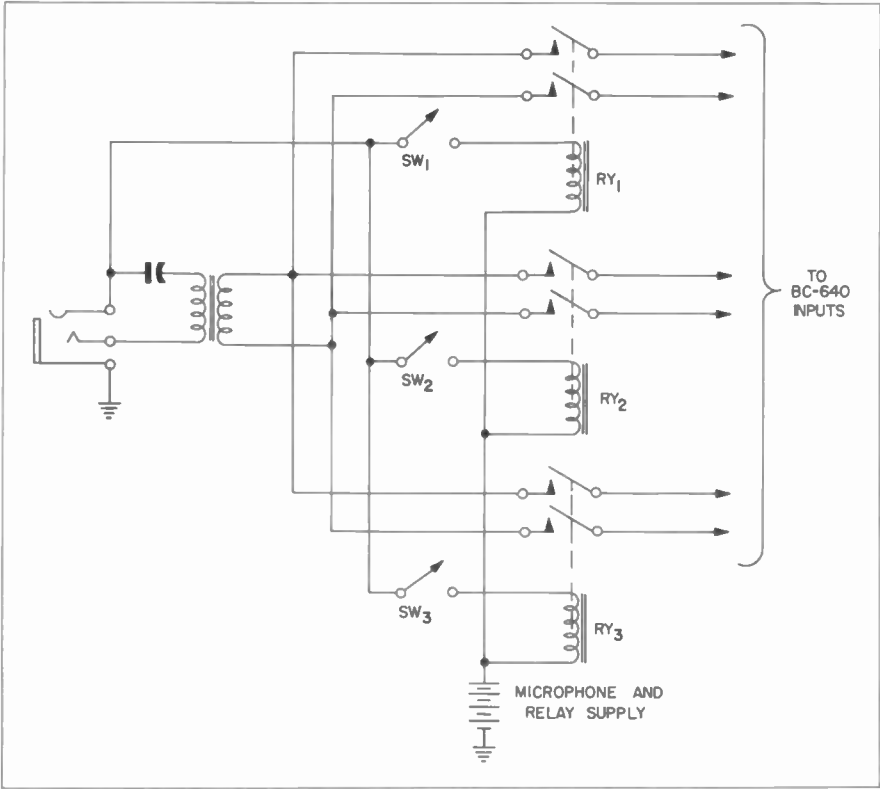 SW1
RY1
TO
BC-640
INPUTS
SW2
RY2
SW3
RY3
MICROPHONE AND
RELAY SUPPLY